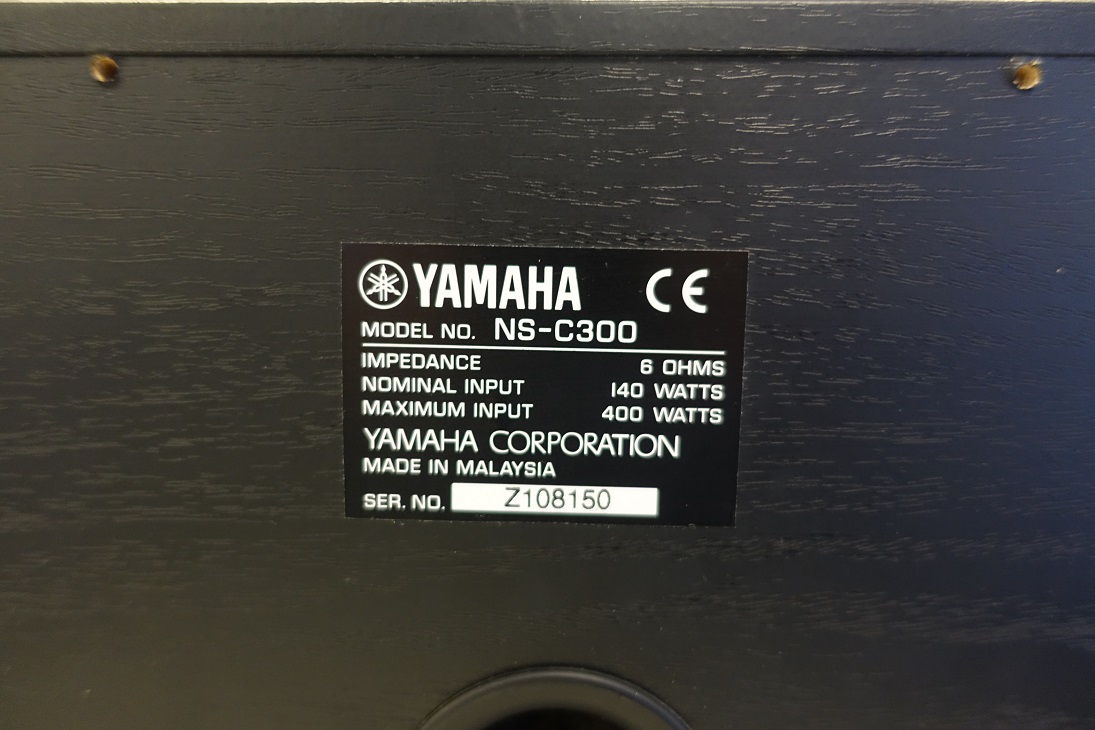 YAMAHA CE
MODEL NO. NS-C300
IMPEDANCE 6 OHMS
NOMINAL INPUT 140 WATTS
MAXIMUM INPUT 400 WATTS
YAMAHA CORPORATION
MADE IN MALAYSIA
SER. NO. Z108150